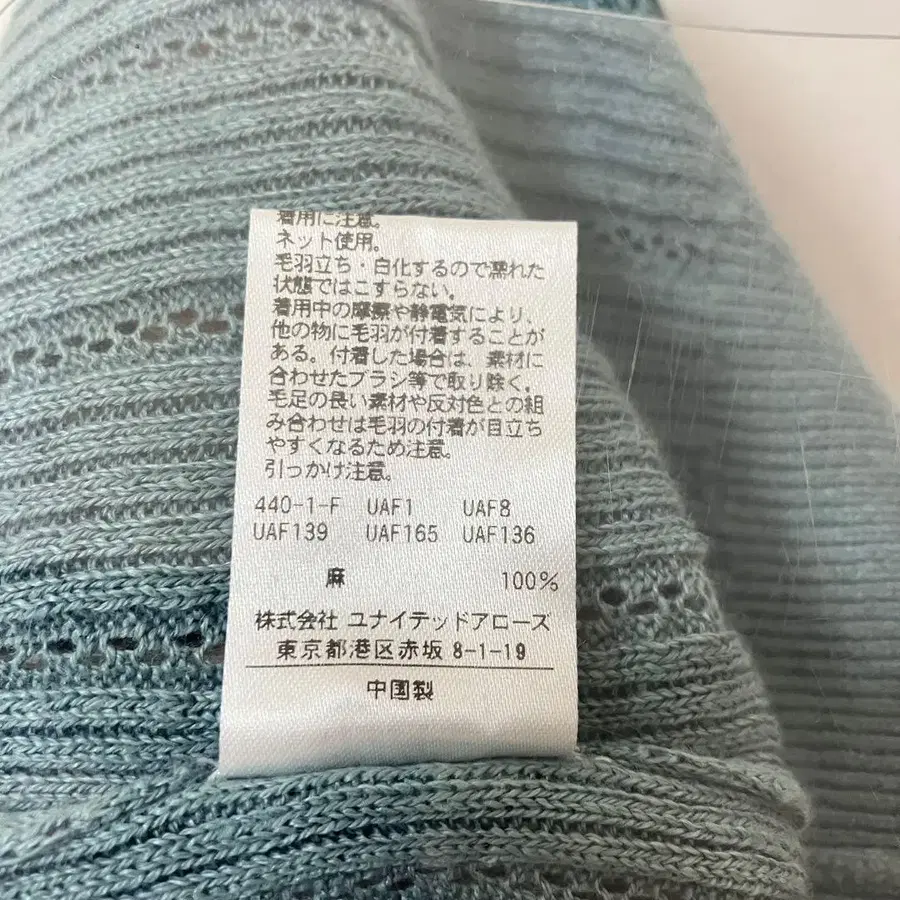 着用に注意。
ネット使用。
毛羽立ち・白化するので濡れた
状態ではこすらない。
着用中の摩擦や静電気により、
他の物に毛羽が付着することが
ある。付着した場合は、素材に
合わせたブラシ等で取り除く。
毛足の長い素材や反対色との組
み合わせは毛羽の付着が目立ち
やすくなるため注意。
引っかけ注意。
440-1-F UAF1 UAF8
UAF139 UAF165 UAF136
麻 100%
株式会社 ユナイテッドアローズ
東京都港区赤坂 8-1-19
中国製